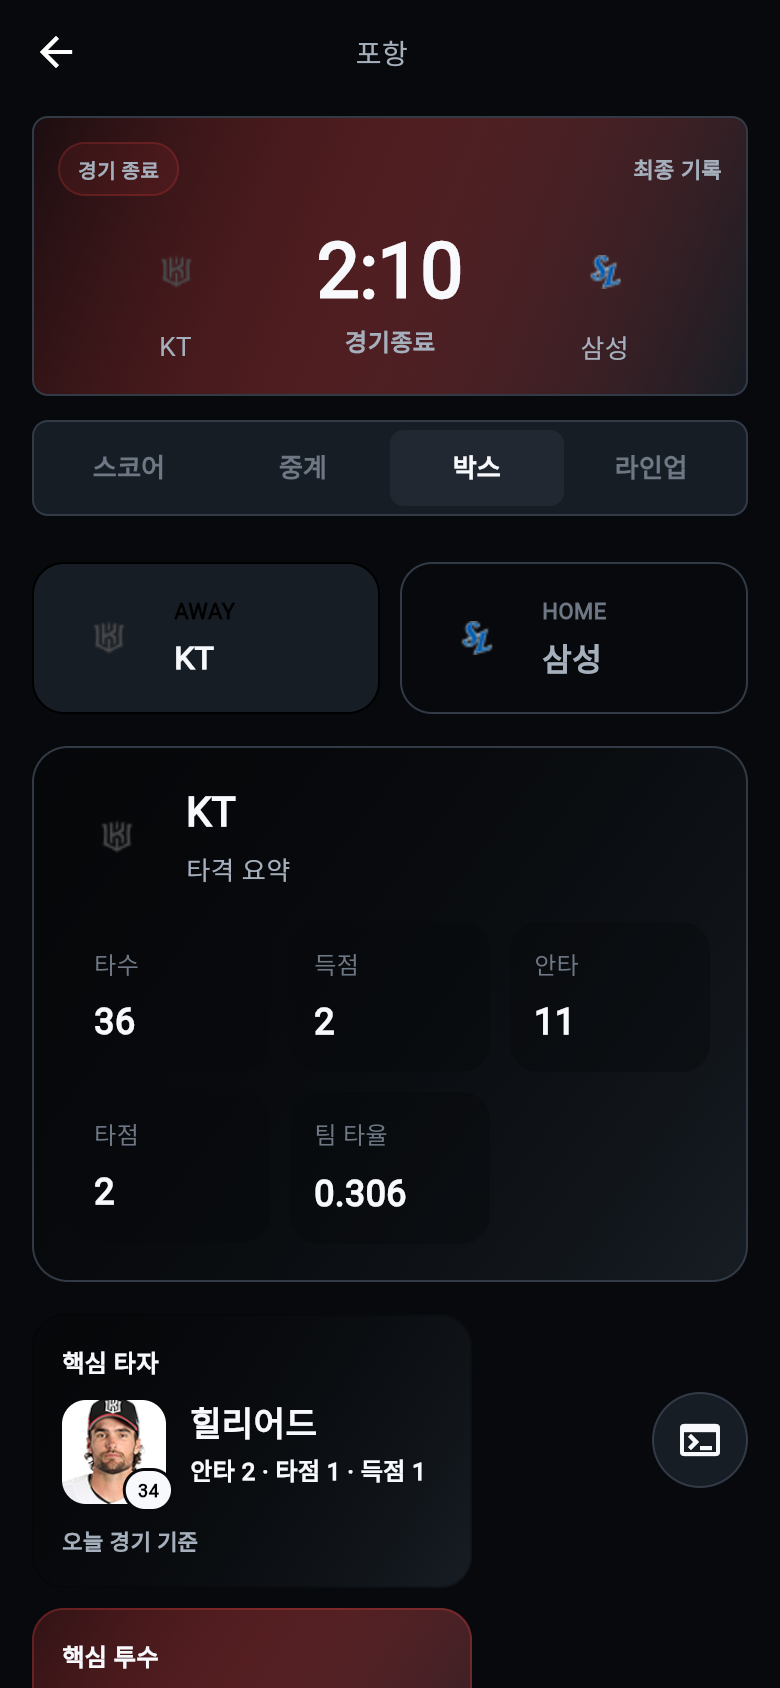 포항
경기 종료
최종 기록
2:10
KT
경기종료
삼성
스코어
중계
박스
라인업
AWAY
KT
HOME
삼성
KT
타격 요약
타수
득점
안타
36
2
11
타점
팀 타율
2
0.306
핵심 타자
힐리어드
안타 2 · 타점 1 · 득점 1
34
오늘 경기 기준
핵심 투수